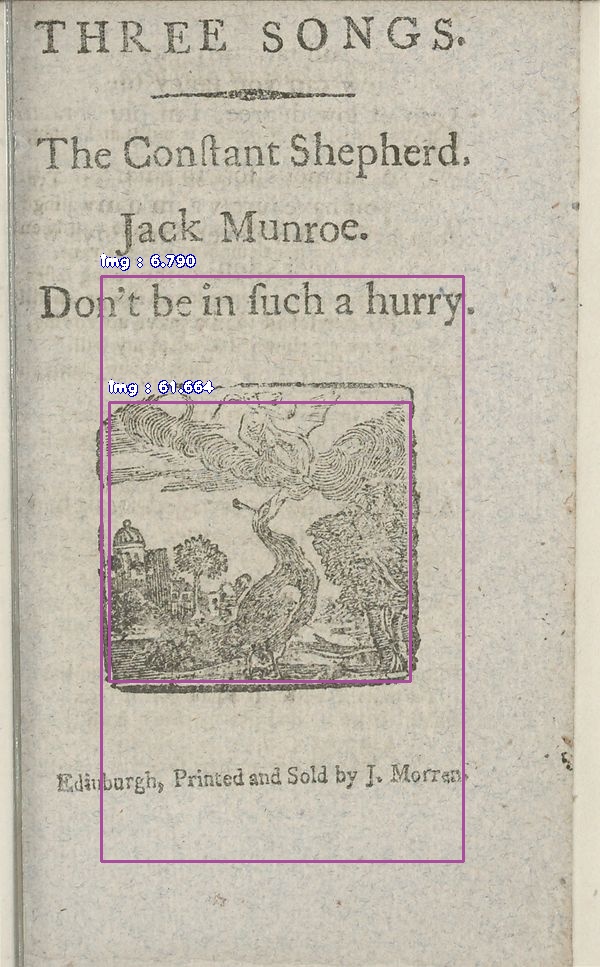 THREE SONGS.
The Conſtant Shepherd.
Jack Munroe.
img : 6.790
Don't be in ſuch a hurry.
img : 61.664
Edinburgh, Printed and Sold by J. Morren.